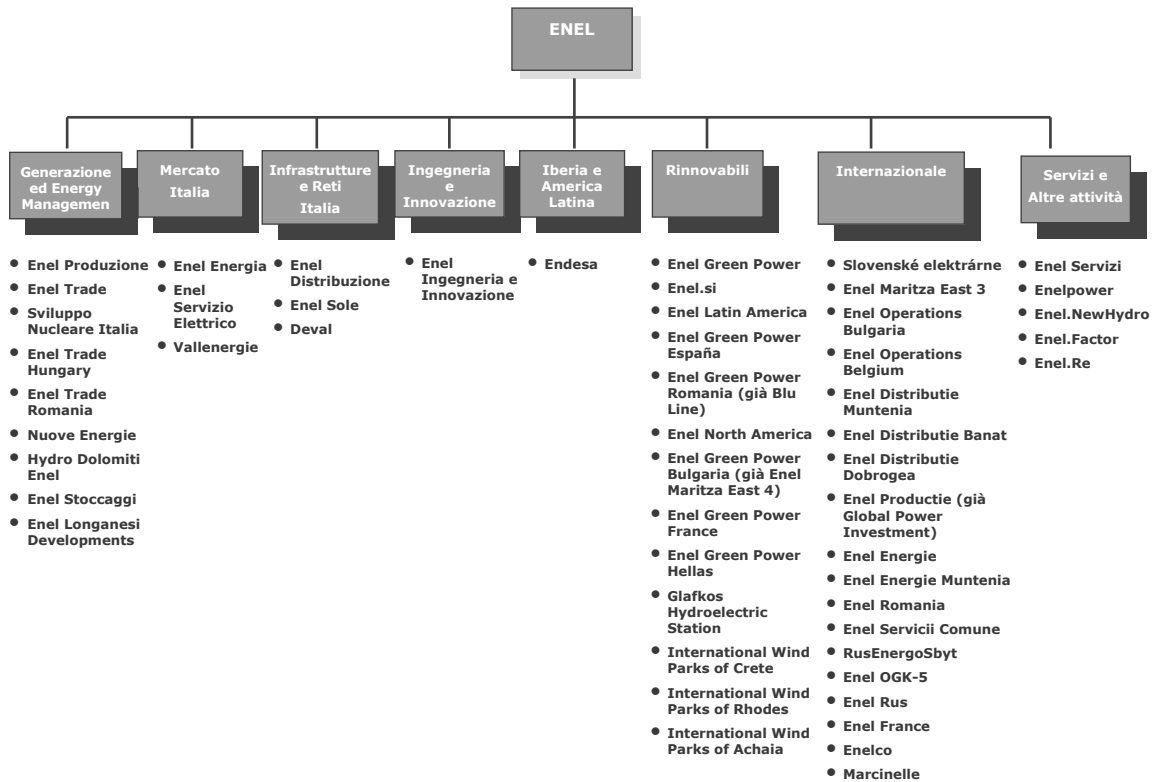 ENEL
Generazione
ed Energy
Managemen
Mercato
Italia
Infrastrutture
e Reti
Italia
Ingegneria
e
Innovazione
Iberia e
America
Latina
Rinnovabili
Internazionale
Servizi e
Altre attività
• Enel Produzione
• Enel Trade
• Sviluppo
Nucleare Italia
• Enel Trade
Hungary
• Enel Trade
Romania
• Nuove Energie
• Hydro Dolomiti
Enel
• Enel Stoccaggi
• Enel Longanesi
Developments
• Enel Energia
• Enel
Servizio
Elettrico
• Vallenergie
• Enel
Distribuzione
• Enel Sole
• Deval
• Enel
Ingegneria e
Innovazione
• Endesa
• Enel Green Power
• Enel.si
• Enel Latin America
• Enel Green Power
España
• Enel Green Power
Romania (già Blu
Line)
• Enel North America
• Enel Green Power
Bulgaria (già Enel
Maritza East 4)
• Enel Green Power
France
• Enel Green Power
Hellas
• Glafkos
Hydroelectric
Station
• International Wind
Parks of Crete
• International Wind
Parks of Rhodes
• International Wind
Parks of Achaia
• Slovenské elektrárne
• Enel Maritza East 3
• Enel Operations
Bulgaria
• Enel Operations
Belgium
• Enel Distributie
Muntenia
• Enel Distributie Banat
• Enel Distributie
Dobrogea
• Enel Productie (già
Global Power
Investment)
• Enel Energie
• Enel Energie Muntenia
• Enel Romania
• Enel Servicii Comune
• RusEnergoSbyt
• Enel OGK-5
• Enel Rus
• Enel France
• Enelco
• Marcinelle
• Enel Servizi
• Enelpower
• Enel.NewHydro
• Enel.Factor
• Enel.Re